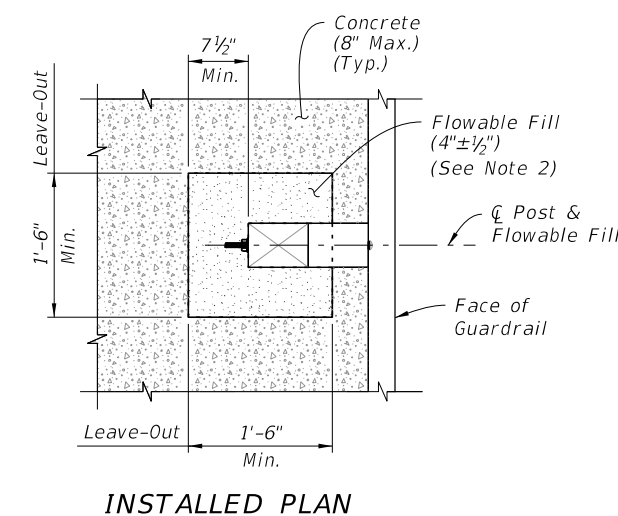 Concrete
(8" Max.)
(Typ.)
7½"
Min.
Leave-Out
Flowable Fill
(4"±½")
(See Note 2)
℄ Post &
Flowable Fill
1'-6"
Min.
Face of
Guardrail
Leave-Out
1'-6"
Min.
INSTALLED PLAN